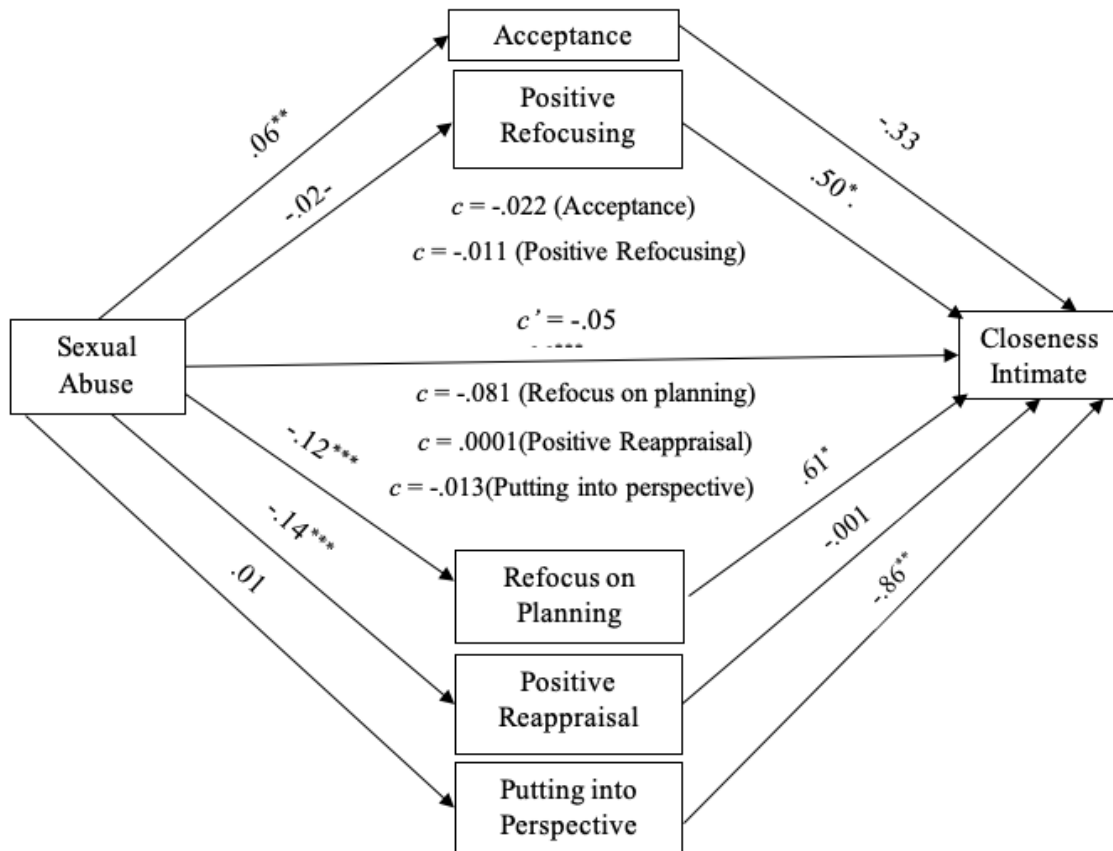 Acceptance
Positive
Refocusing
.06**
-.02-
-.33
.50*.
c = -.022 (Acceptance)
c = -.011 (Positive Refocusing)
c’ = -.05
Sexual
Abuse
Closeness
Intimate
c = -.081 (Refocus on planning)
c = .0001(Positive Reappraisal)
c = -.013(Putting into perspective)
-.12***
-.14***
.01
.61*
-.001
-.86**
Refocus on
Planning
Positive
Reappraisal
Putting into
Perspective